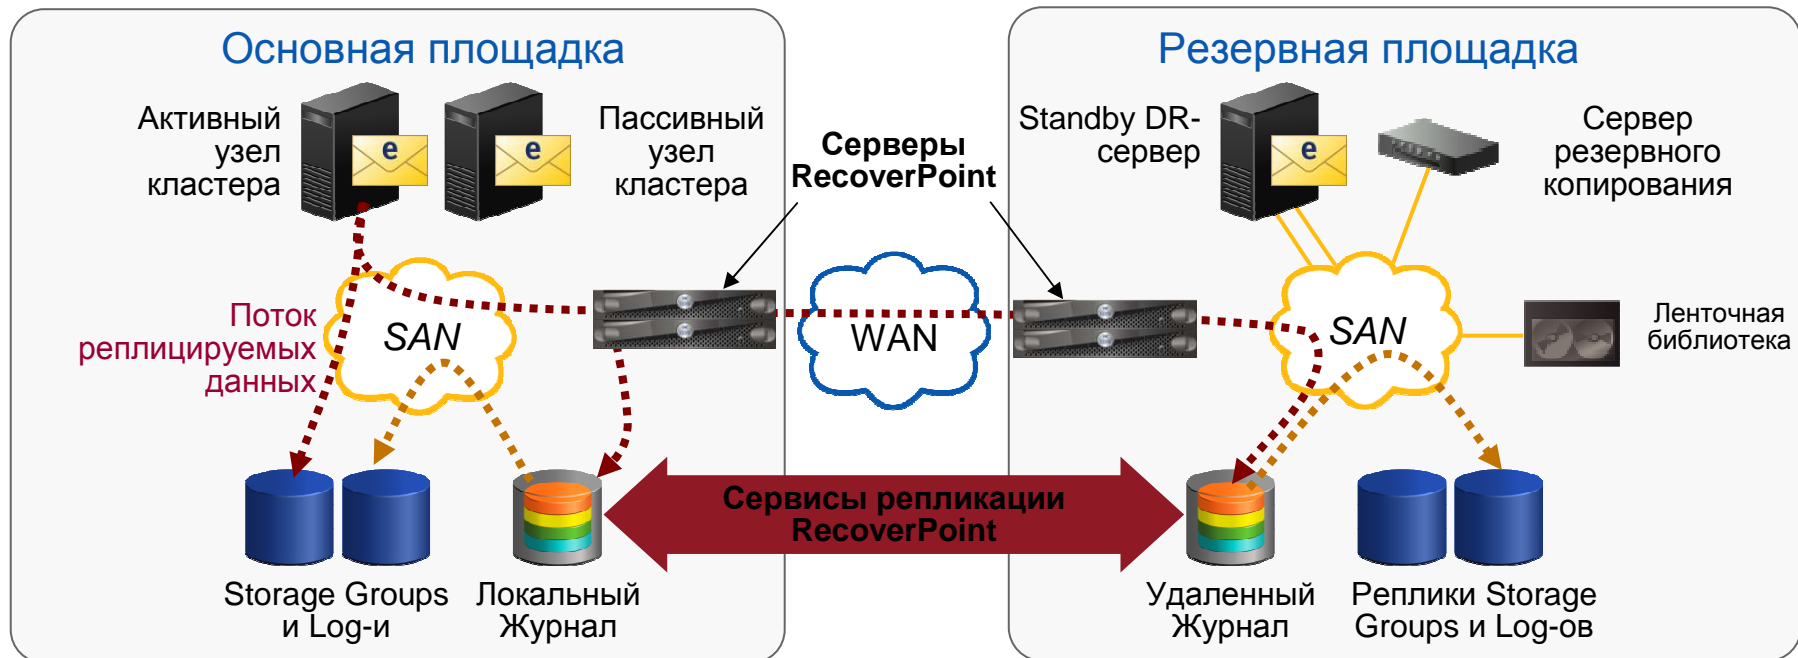 Основная площадка
Резервная площадка
Активный
узел
кластера
e
e
Пассивный
узел
кластера
Серверы
RecoverPoint
Standby DR-
сервер
e
Сервер
резервного
копирования
Поток
реплицируемых
данных
SAN
WAN
SAN
Ленточная
библиотека
Сервисы репликации
RecoverPoint
Storage Groups
и Log-и
Локальный
Журнал
Удаленный
Журнал
Реплики Storage
Groups и Log-ов